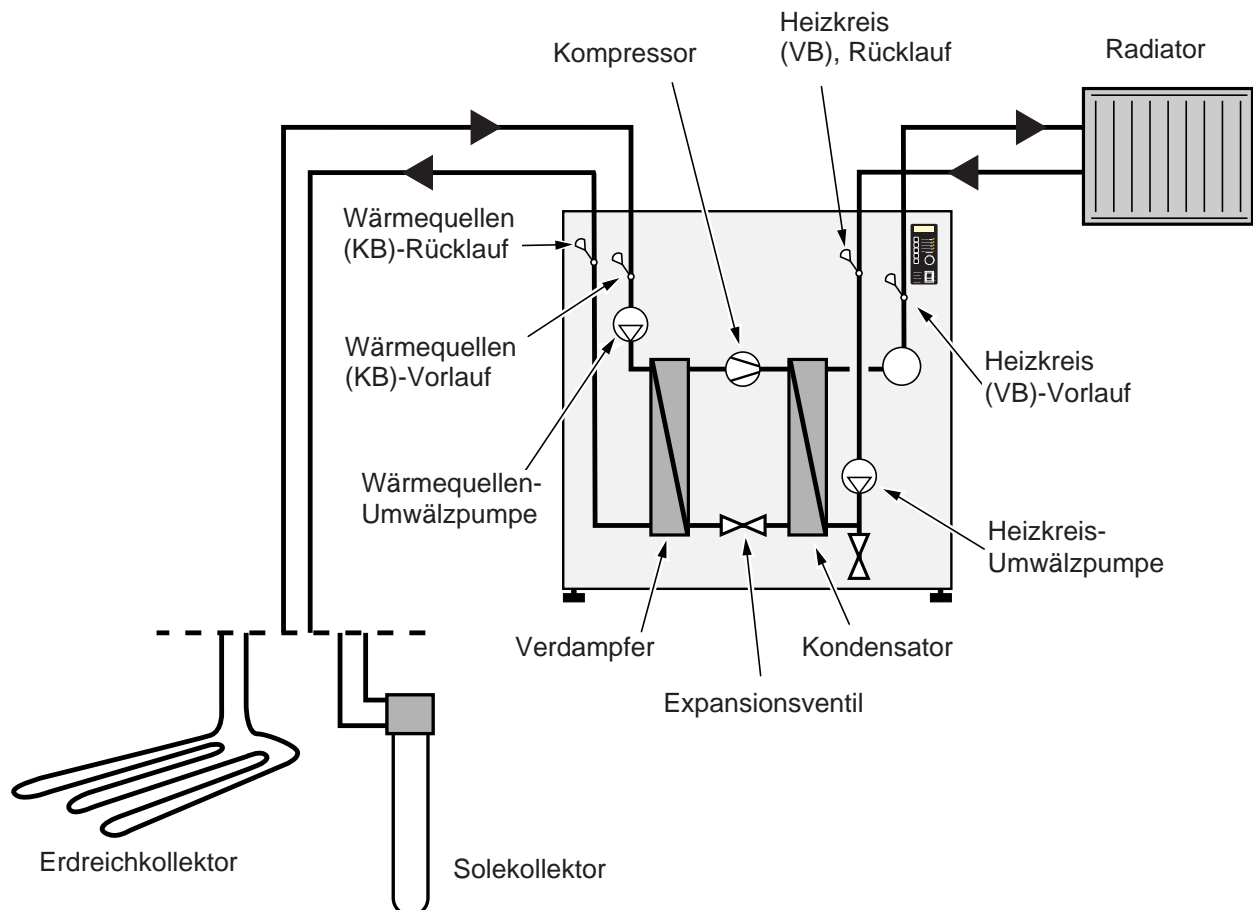 Heizkreis
(VB), Rücklauf
Kompressor
Radiator
Wärmequellen
(KB)-Rücklauf
Wärmequellen
(KB)-Vorlauf
Heizkreis
(VB)-Vorlauf
Wärmequellen-
Umwälzpumpe
Heizkreis-
Umwälzpumpe
Verdampfer
Kondensator
Expansionsventil
Erdreichkollektor
Solekollektor